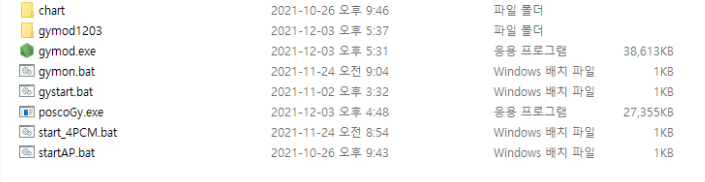 chart 2021-10-26 오후 9:46 파일 폴더
gymod1203 2021-12-03 오후 5:37 파일 폴더
gymod.exe 2021-12-03 오후 5:31 응용 프로그램 38,613KB
gymon.bat 2021-11-24 오전 9:04 Windows 배치 파일 1KB
gystart.bat 2021-11-02 오후 3:32 Windows 배치 파일 1KB
poscoGy.exe 2021-12-03 오후 4:48 응용 프로그램 27,355KB
start_4PCM.bat 2021-11-24 오전 8:54 Windows 배치 파일 1KB
startAP.bat 2021-10-26 오후 9:43 Windows 배치 파일 1KB